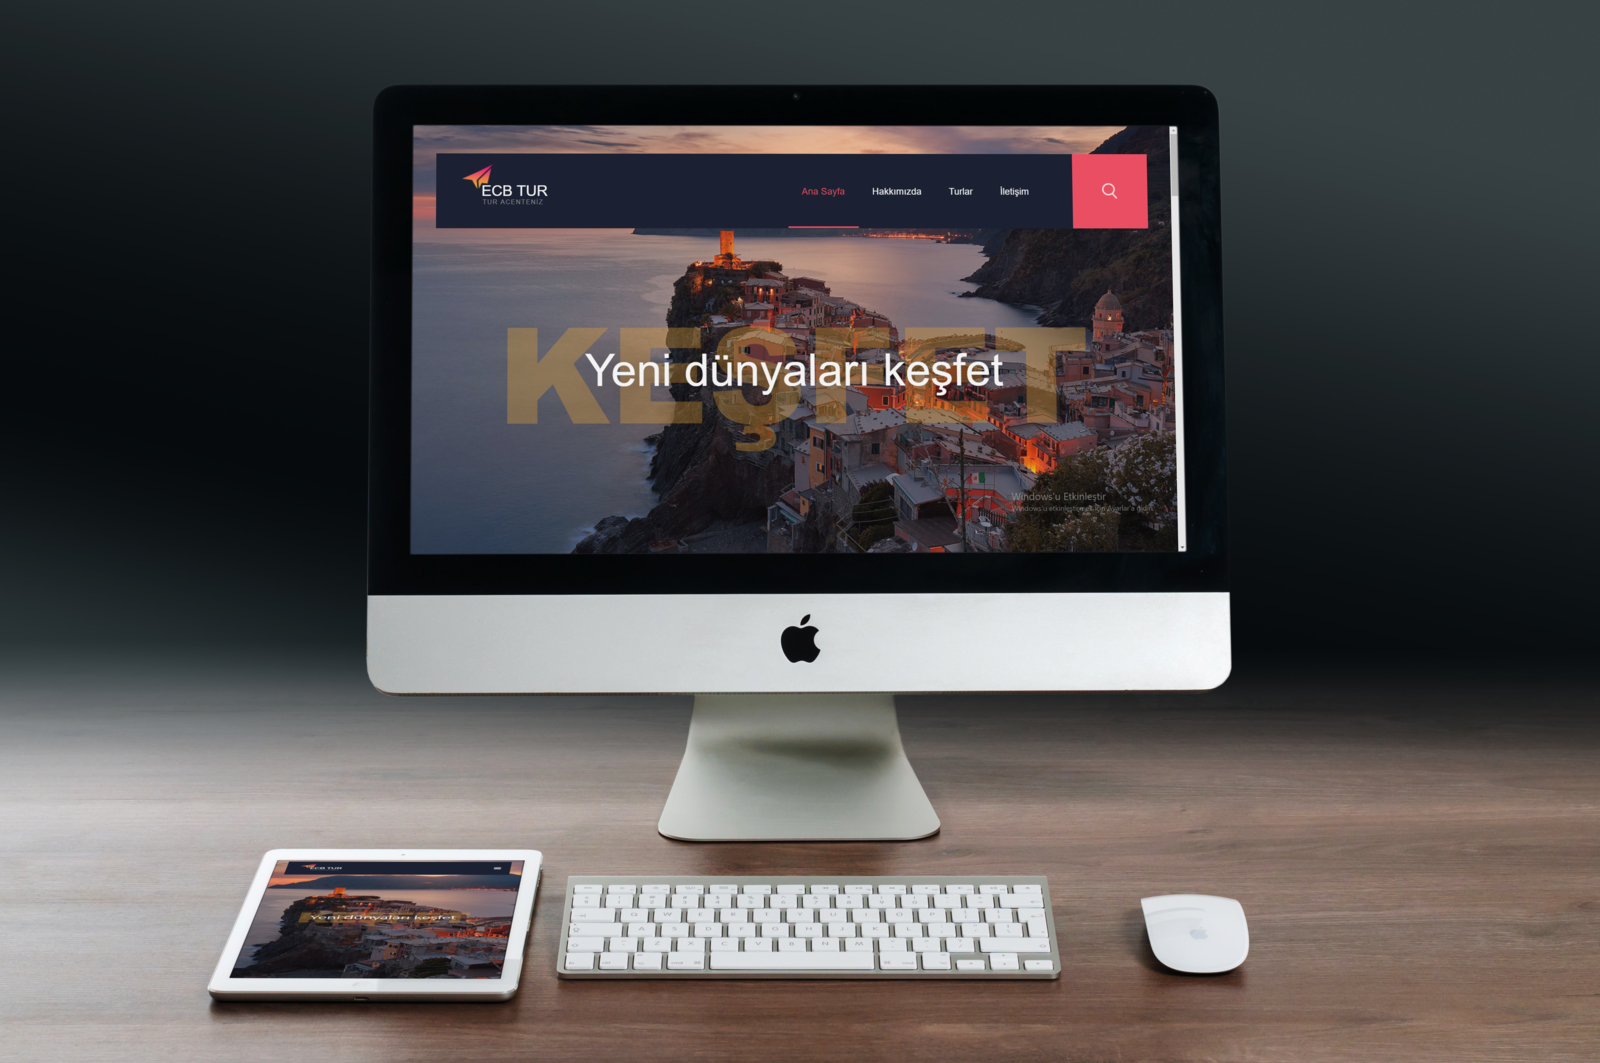 ECB TUR
TUR ACENTENİZ
Ana Sayfa Hakkımızda Turlar İletişim
KEŞFET
Yeni dünyaları keşfet
Windows'u Etkinleştir
Windows'u etkinleştirmek için Ayarlar'a gidin.
ECB TUR
Yeni dünyaları keşfet